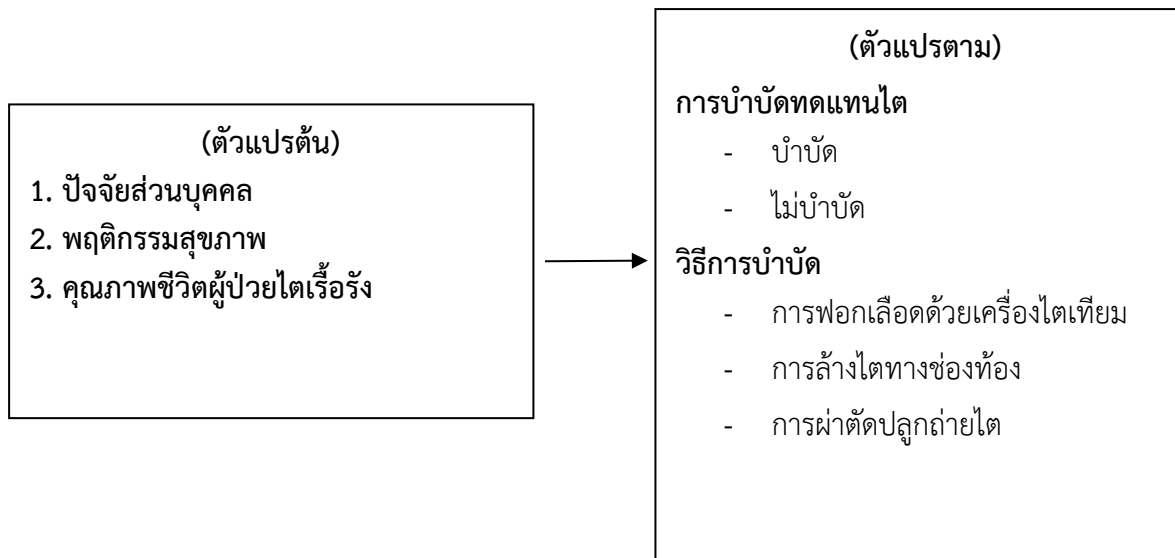 (ตัวแปรต้น)
1. ปัจจัยส่วนบุคคล
2. พฤติกรรมสุขภาพ
3. คุณภาพชีวิตผู้ป่วยไตเรื้อรัง
(ตัวแปรตาม)
การบำบัดทดแทนไต
- บำบัด
- ไม่บำบัด
วิธีการบำบัด
- การฟอกเลือดด้วยเครื่องไตเทียม
- การล้างไตทางช่องท้อง
- การผ่าตัดปลูกถ่ายไต